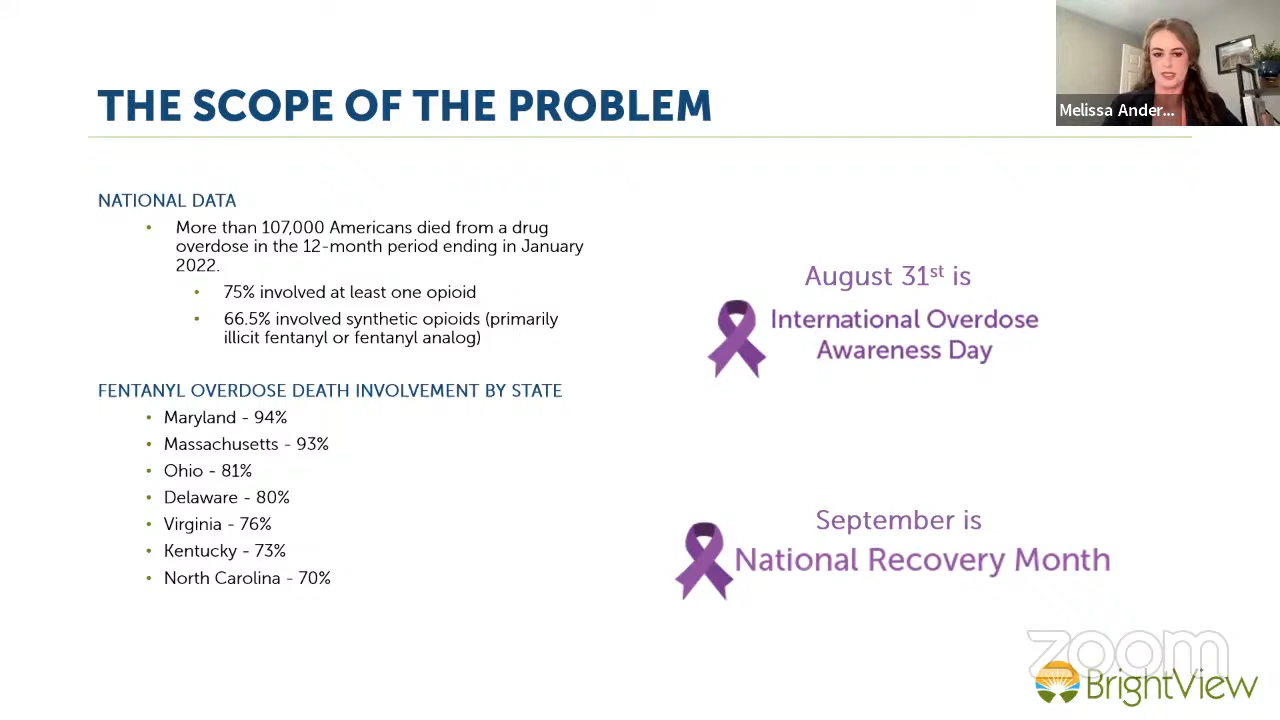 Melissa Ander...
THE SCOPE OF THE PROBLEM
NATIONAL DATA
• More than 107,000 Americans died from a drug
overdose in the 12-month period ending in January
2022.
• 75% involved at least one opioid
• 66.5% involved synthetic opioids (primarily
illicit fentanyl or fentanyl analog)
FENTANYL OVERDOSE DEATH INVOLVEMENT BY STATE
• Maryland - 94%
• Massachusetts - 93%
• Ohio - 81%
• Delaware - 80%
• Virginia - 76%
• Kentucky - 73%
• North Carolina - 70%
August 31st is
International Overdose
Awareness Day
September is
National Recovery Month
zoom
BrightView